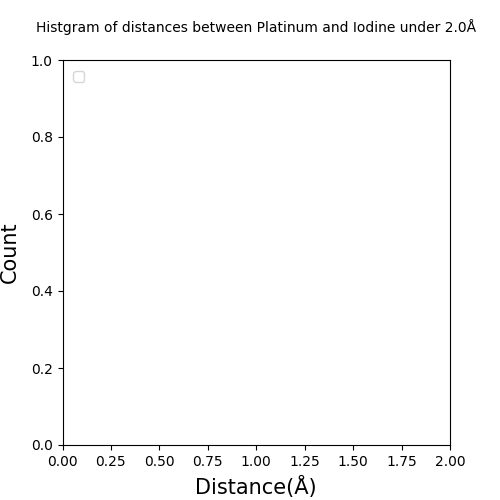 Histgram of distances between Platinum and Iodine under 2.0Å
1.0
0.8
0.6
Count
0.4
0.2
0.0
0.00 0.25 0.50 0.75 1.00 1.25 1.50 1.75 2.00
Distance(Å)